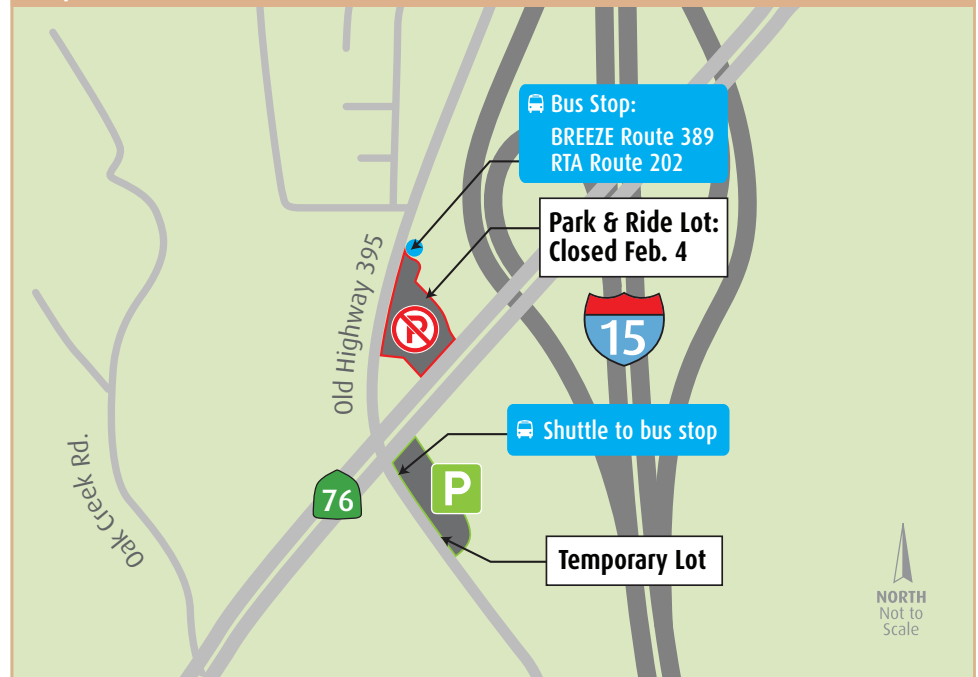 Bus Stop:
BREEZE Route 389
RTA Route 202
Park & Ride Lot:
Closed Feb. 4
Old Highway 395
P
15
Shuttle to bus stop
P
76
Oak Creek Rd.
Temporary Lot
NORTH
Not to
Scale